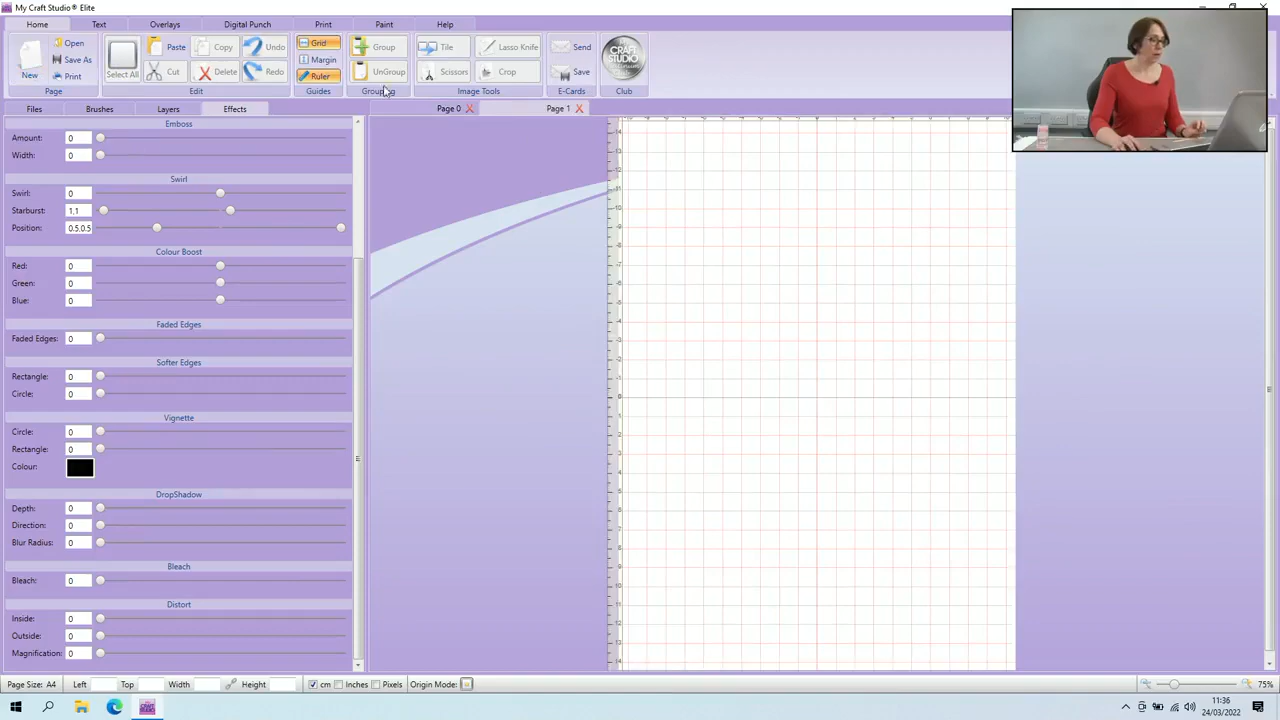 My Craft Studio® Elite
Home Text Overlays Digital Punch Print Paint Help
New Open Save As Print Page
Select All Paste Copy Undo Cut Delete Redo Edit
Grid Margin Ruler Guides
Group UnGroup Grouping
Tile Lasso Knife Scissors Crop Image Tools
Send Save E-Cards
CRAFT STUDIO Club
Files Brushes Layers Effects Page 0 Page 1
Emboss
Amount: 0
Width: 0
Swirl
Swirl: 0
Starburst: 1,1
Position: 0.5,0.5
Colour Boost
Red: 0
Green: 0
Blue: 0
Faded Edges
Faded Edges: 0
Softer Edges
Rectangle: 0
Circle: 0
Vignette
Circle: 0
Rectangle: 0
Colour:
DropShadow
Depth: 0
Direction: 0
Blur Radius: 0
Bleach
Bleach: 0
Distort
Inside: 0
Outside: 0
Magnification: 0
Page Size: A4 Left Top Width Height cm Inches Pixels Origin Mode: 75%
11:36
24/03/2022